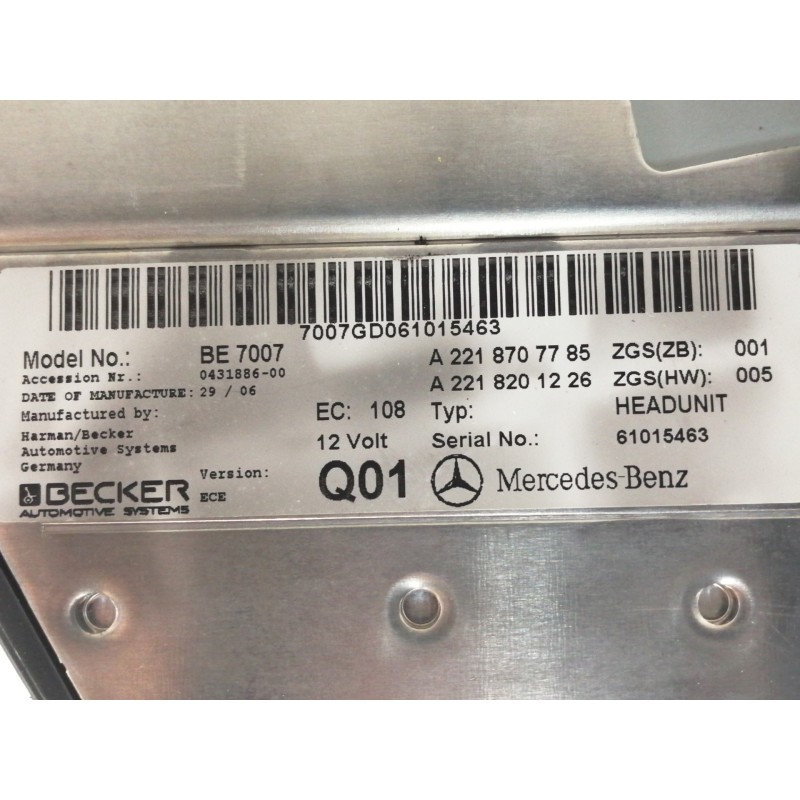 7007GD061015463
Model No.: BE 7007 A 221 870 77 85 ZGS(ZB): 001
Accession Nr.: 0431886-00 A 221 820 12 26 ZGS(HW): 005
DATE OF MANUFACTURE: 29 / 06
Manufactured by: EC: 108 Typ: HEADUNIT
Harman/Becker
Automotive Systems 12 Volt Serial No.: 61015463
Germany
Version: Q01 Mercedes-Benz
ECE
BECKER
AUTOMOTIVE SYSTEMS